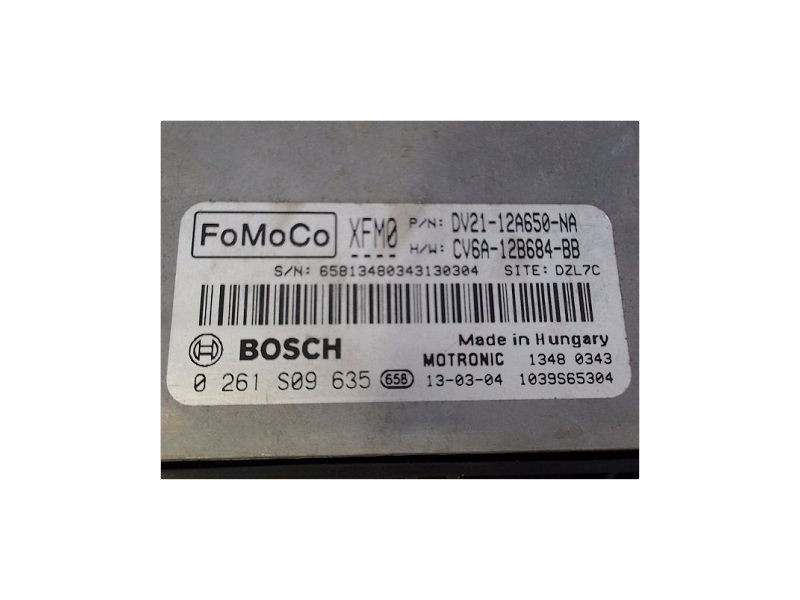 FoMoCo XFM0 P/N: DV21-12A650-NA
H/W: CV6A-12B684-BB
S/N: 65813480343130304 SITE: DZL7C
BOSCH Made in Hungary
MOTRONIC 1348 0343
0 261 S09 635 658 13-03-04 1039S65304